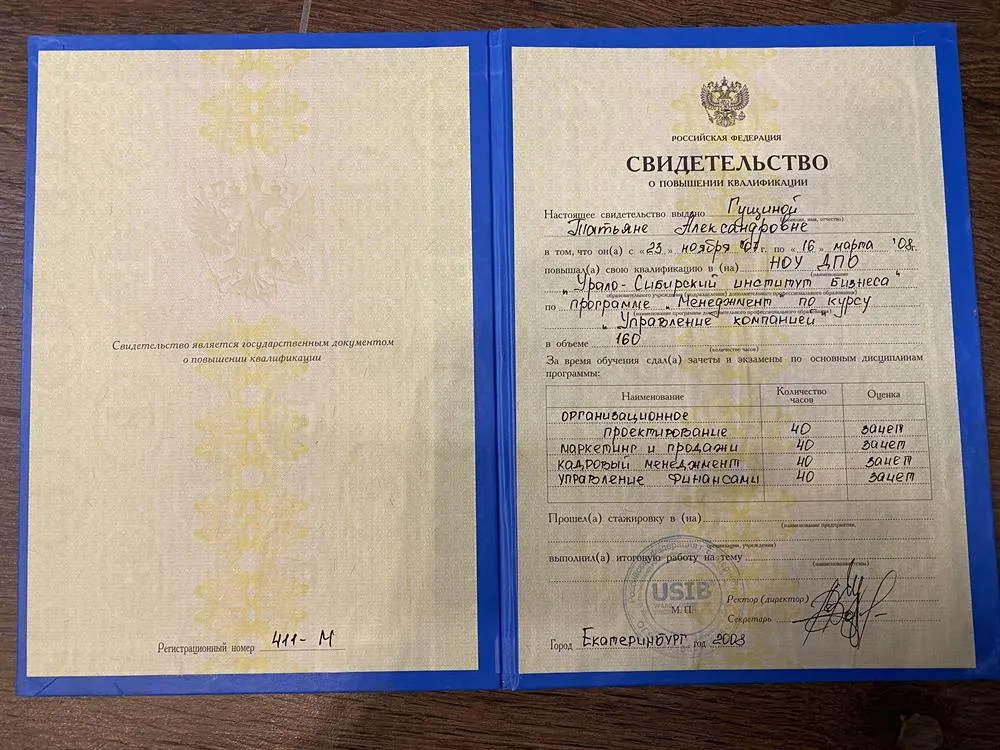 Свидетельство является государственным документом
о повышении квалификации
Регистрационный номер 411-М
РОССИЙСКАЯ ФЕДЕРАЦИЯ
СВИДЕТЕЛЬСТВО
О ПОВЫШЕНИИ КВАЛИФИКАЦИИ
Настоящее свидетельство выдано Гущиной
(фамилия, имя, отчество)
Татьяне Александровне
в том, что он(а) с «23» ноября '07 г. по «16» марта '08г.
повышал(а) свою квалификацию в (на) НОУ ДПО
(наименование
"Урало-Сибирский институт бизнеса"
образовательного учреждения (подразделения) дополнительного профессионального образования)
по программе "Менеджмент" по курсу
(наименование программы дополнительного профессионального образования)
"Управление компанией"
в объеме 160
(количество часов)
За время обучения сдал(а) зачеты и экзамены по основным дисциплинам
программы:
Наименование Количество часов Оценка
организационное
проектирование 40 зачет
маркетинг и продажи 40 зачет
кадровый менеджмент 40 зачет
управление финансами 40 зачет
Прошел(а) стажировку в (на)
(наименование предприятия,
организации, учреждения)
выполнил(а) итоговую работу на тему
(наименование темы)
USIB
Ректор (директор)
М. П.
Секретарь
Город Екатеринбург год 2008